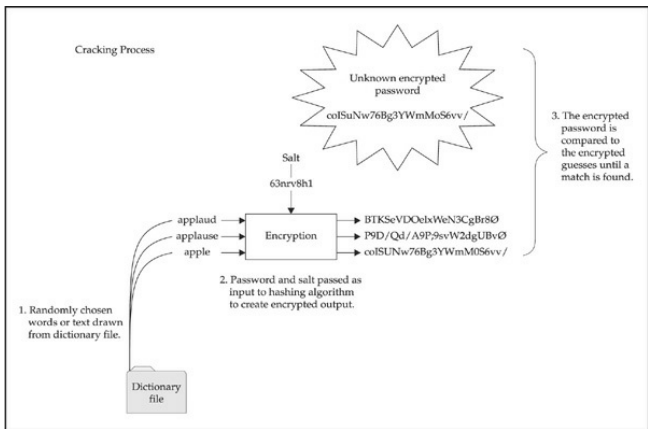 Cracking Process
Unknown encrypted
password
coISuNw76Bg3YWmMoS6vv/
3. The encrypted
password is
compared to
the encrypted
guesses until a
match is found.
Salt
63nrv8h1
applaud
applause
apple
Encryption
BTKSeVDOelxWeN3CgBr8Ø
P9D/Qd/A9P;9svW2dgUBvØ
coISUNw76Bg3YWmM0S6vv/
2. Password and salt passed as
input to hashing algorithm
to create encrypted output.
1. Randomly chosen
words or text drawn
from dictionary file.
Dictionary
file